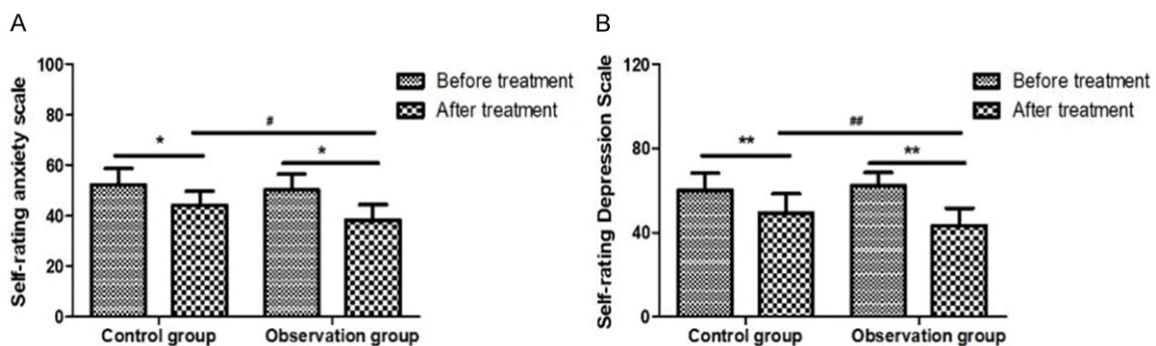 A
Self-rating anxiety scale
100
80
60
40
20
0
Before treatment
After treatment
#
*
*
Control group
Observation group
B
Self-rating Depression Scale
120
80
40
0
Before treatment
After treatment
##
**
**
Control group
Observation group